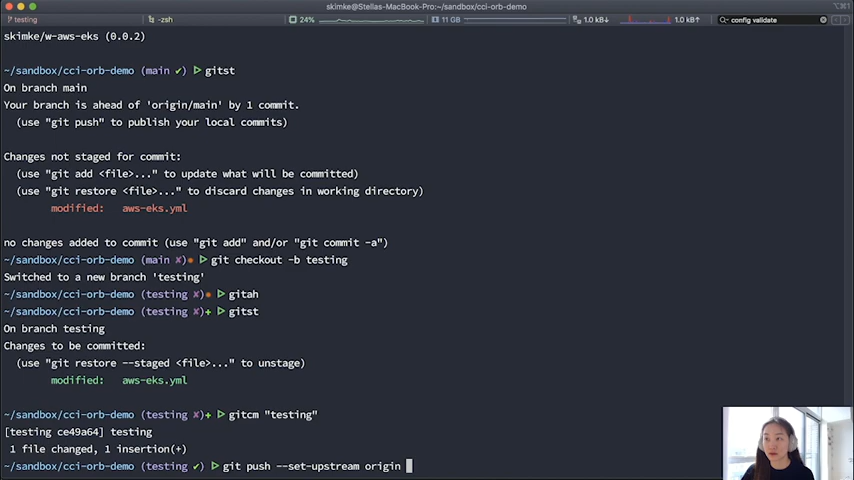 skimke@Stellas-MacBook-Pro:~/sandbox/cci-orb-demo
testing
-zsh
24%
11 GB
1.0 kB↓
1.0 kB↑
config validate
skimke/w-aws-eks (0.0.2)
~/sandbox/cci-orb-demo (main ✔) ▷ gitst
On branch main
Your branch is ahead of 'origin/main' by 1 commit.
(use "git push" to publish your local commits)
Changes not staged for commit:
(use "git add <file>..." to update what will be committed)
(use "git restore <file>..." to discard changes in working directory)
modified:   aws-eks.yml
no changes added to commit (use "git add" and/or "git commit -a")
~/sandbox/cci-orb-demo (main ✘)✹ ▷ git checkout -b testing
Switched to a new branch 'testing'
~/sandbox/cci-orb-demo (testing ✘)✹ ▷ gitah
~/sandbox/cci-orb-demo (testing ✘)✚ ▷ gitst
On branch testing
Changes to be committed:
(use "git restore --staged <file>..." to unstage)
modified:   aws-eks.yml
~/sandbox/cci-orb-demo (testing ✘)✚ ▷ gitcm "testing"
[testing ce49a64] testing
1 file changed, 1 insertion(+)
~/sandbox/cci-orb-demo (testing ✔) ▷ git push --set-upstream origin